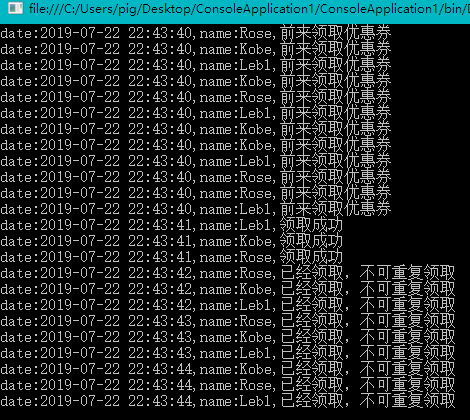 file:///C:/Users/pig/Desktop/ConsoleApplication1/ConsoleApplication1/bin/
date:2019-07-22 22:43:40,name:Rose,前来领取优惠券
date:2019-07-22 22:43:40,name:Kobe,前来领取优惠券
date:2019-07-22 22:43:40,name:Lebl,前来领取优惠券
date:2019-07-22 22:43:40,name:Kobe,前来领取优惠券
date:2019-07-22 22:43:40,name:Rose,前来领取优惠券
date:2019-07-22 22:43:40,name:Lebl,前来领取优惠券
date:2019-07-22 22:43:40,name:Kobe,前来领取优惠券
date:2019-07-22 22:43:40,name:Kobe,前来领取优惠券
date:2019-07-22 22:43:40,name:Lebl,前来领取优惠券
date:2019-07-22 22:43:40,name:Rose,前来领取优惠券
date:2019-07-22 22:43:40,name:Rose,前来领取优惠券
date:2019-07-22 22:43:40,name:Lebl,前来领取优惠券
date:2019-07-22 22:43:41,name:Lebl,领取成功
date:2019-07-22 22:43:41,name:Kobe,领取成功
date:2019-07-22 22:43:41,name:Rose,领取成功
date:2019-07-22 22:43:42,name:Rose,已经领取，不可重复领取
date:2019-07-22 22:43:42,name:Kobe,已经领取，不可重复领取
date:2019-07-22 22:43:42,name:Lebl,已经领取，不可重复领取
date:2019-07-22 22:43:43,name:Rose,已经领取，不可重复领取
date:2019-07-22 22:43:43,name:Kobe,已经领取，不可重复领取
date:2019-07-22 22:43:43,name:Lebl,已经领取，不可重复领取
date:2019-07-22 22:43:44,name:Kobe,已经领取，不可重复领取
date:2019-07-22 22:43:44,name:Rose,已经领取，不可重复领取
date:2019-07-22 22:43:44,name:Lebl,已经领取，不可重复领取